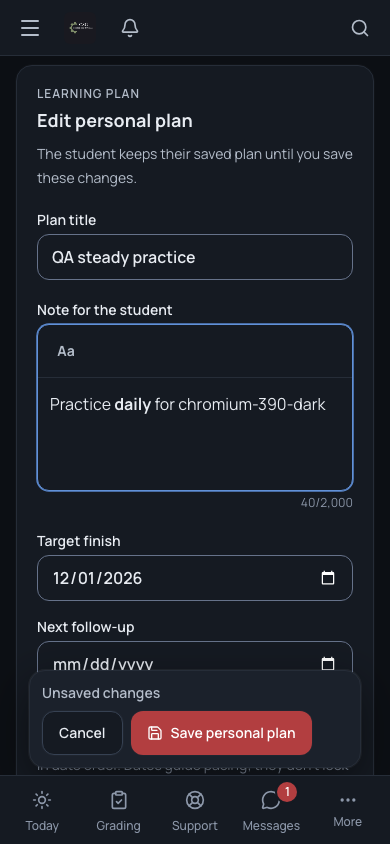 LEARNING PLAN
Edit personal plan
The student keeps their saved plan until you save
these changes.
Plan title
QA steady practice
Note for the student
Aa
Practice daily for chromium-390-dark
40/2,000
Target finish
12/01/2026
Next follow-up
mm/dd/yyyy
Unsaved changes
Cancel
Save personal plan
1
Today
Grading
Support
Messages
More